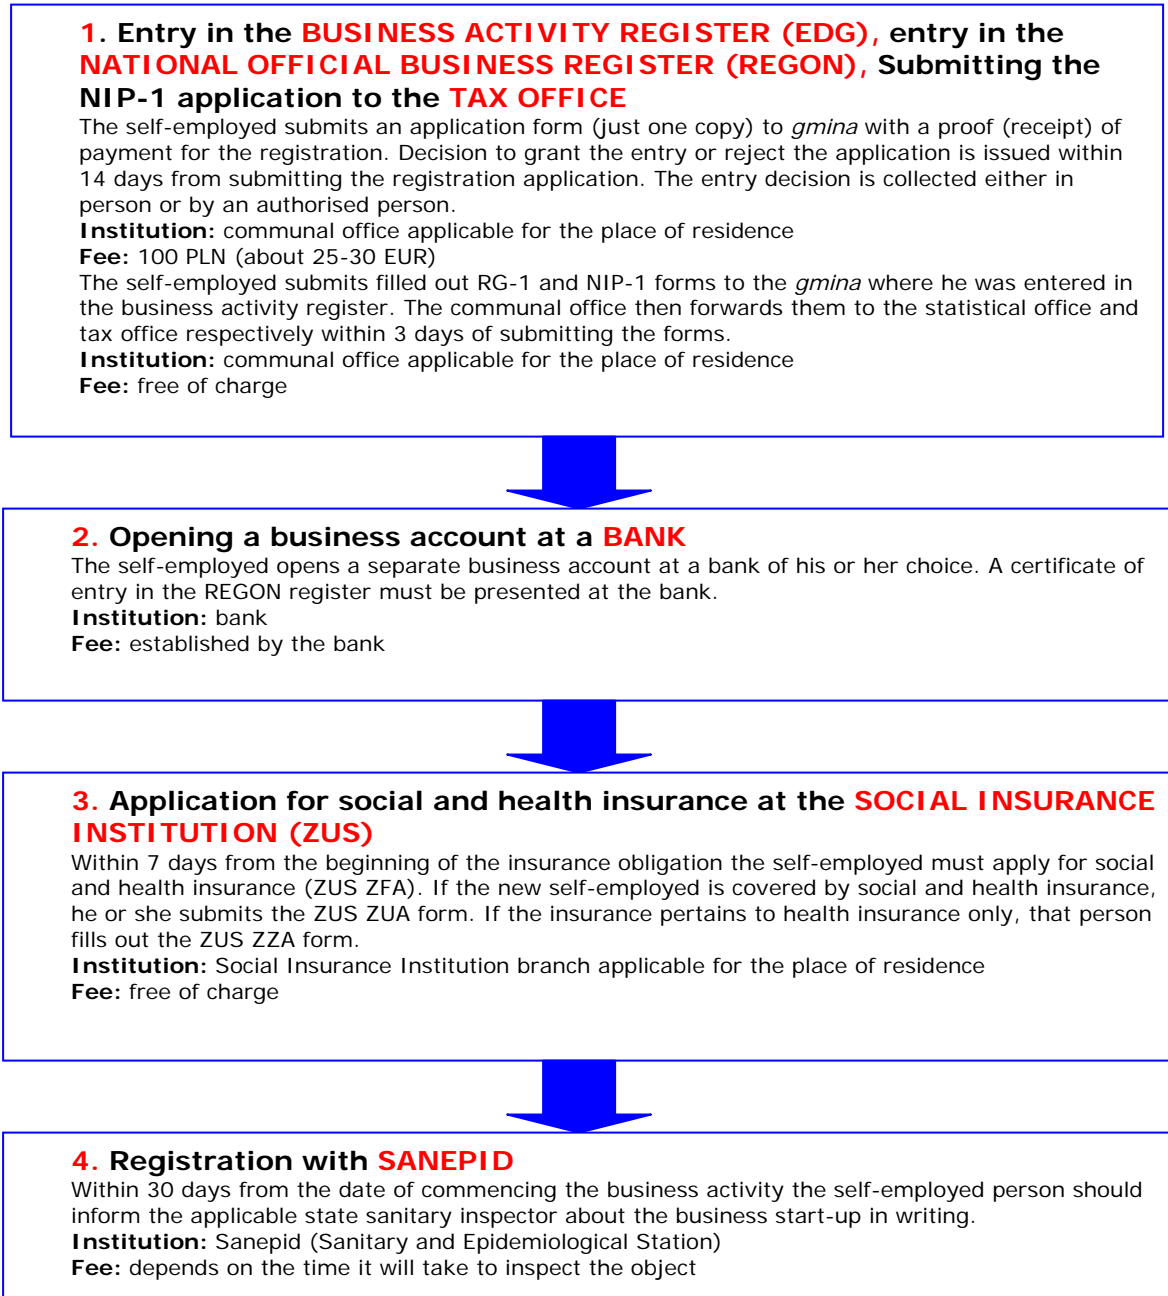 1. Entry in the BUSINESS ACTIVITY REGISTER (EDG), entry in the
NATIONAL OFFICIAL BUSINESS REGISTER (REGON), Submitting the
NIP-1 application to the TAX OFFICE
The self-employed submits an application form (just one copy) to gmina with a proof (receipt) of
payment for the registration. Decision to grant the entry or reject the application is issued within
14 days from submitting the registration application. The entry decision is collected either in
person or by an authorised person.
Institution: communal office applicable for the place of residence
Fee: 100 PLN (about 25-30 EUR)
The self-employed submits filled out RG-1 and NIP-1 forms to the gmina where he was entered in
the business activity register. The communal office then forwards them to the statistical office and
tax office respectively within 3 days of submitting the forms.
Institution: communal office applicable for the place of residence
Fee: free of charge
2. Opening a business account at a BANK
The self-employed opens a separate business account at a bank of his or her choice. A certificate of
entry in the REGON register must be presented at the bank.
Institution: bank
Fee: established by the bank
3. Application for social and health insurance at the SOCIAL INSURANCE
INSTITUTION (ZUS)
Within 7 days from the beginning of the insurance obligation the self-employed must apply for social
and health insurance (ZUS ZFA). If the new self-employed is covered by social and health insurance,
he or she submits the ZUS ZUA form. If the insurance pertains to health insurance only, that person
fills out the ZUS ZZA form.
Institution: Social Insurance Institution branch applicable for the place of residence
Fee: free of charge
4. Registration with SANEPID
Within 30 days from the date of commencing the business activity the self-employed person should
inform the applicable state sanitary inspector about the business start-up in writing.
Institution: Sanepid (Sanitary and Epidemiological Station)
Fee: depends on the time it will take to inspect the object